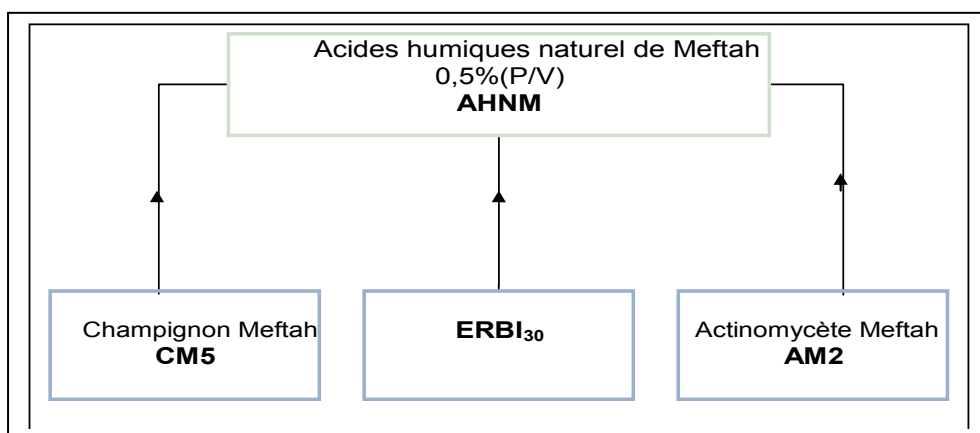 Acides humiques naturel de Meftah
0,5%(P/V)
AHNM
Champignon Meftah
CM5
ERBI₃₀
Actinomycète Meftah
AM2